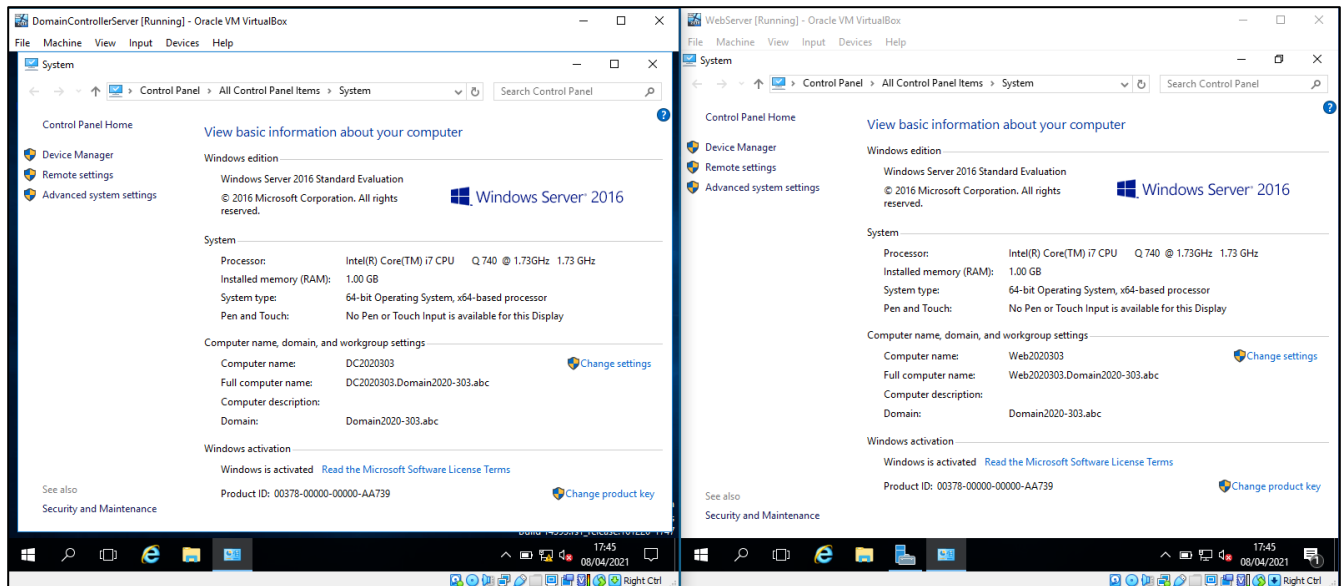 DomainControllerServer [Running] - Oracle VM VirtualBox
File Machine View Input Devices Help
System
Control Panel > All Control Panel Items > System
Search Control Panel
Control Panel Home
Device Manager
Remote settings
Advanced system settings
View basic information about your computer
Windows edition
Windows Server 2016 Standard Evaluation
© 2016 Microsoft Corporation. All rights
reserved.
Windows Server® 2016
System
Processor: Intel(R) Core(TM) i7 CPU Q 740 @ 1.73GHz 1.73 GHz
Installed memory (RAM): 1.00 GB
System type: 64-bit Operating System, x64-based processor
Pen and Touch: No Pen or Touch Input is available for this Display
Computer name, domain, and workgroup settings
Computer name: DC2020303
Change settings
Full computer name: DC2020303.Domain2020-303.abc
Computer description:
Domain: Domain2020-303.abc
Windows activation
Windows is activated Read the Microsoft Software License Terms
Product ID: 00378-00000-00000-AA739
Change product key
See also
Security and Maintenance
17:45
08/04/2021
Right Ctrl
WebServer [Running] - Oracle VM VirtualBox
File Machine View Input Devices Help
System
Control Panel > All Control Panel Items > System
Search Control Panel
Control Panel Home
Device Manager
Remote settings
Advanced system settings
View basic information about your computer
Windows edition
Windows Server 2016 Standard Evaluation
© 2016 Microsoft Corporation. All rights
reserved.
Windows Server® 2016
System
Processor: Intel(R) Core(TM) i7 CPU Q 740 @ 1.73GHz 1.73 GHz
Installed memory (RAM): 1.00 GB
System type: 64-bit Operating System, x64-based processor
Pen and Touch: No Pen or Touch Input is available for this Display
Computer name, domain, and workgroup settings
Computer name: Web2020303
Change settings
Full computer name: Web2020303.Domain2020-303.abc
Computer description:
Domain: Domain2020-303.abc
Windows activation
Windows is activated Read the Microsoft Software License Terms
Product ID: 00378-00000-00000-AA739
Change product key
See also
Security and Maintenance
17:45
08/04/2021
1
Right Ctrl